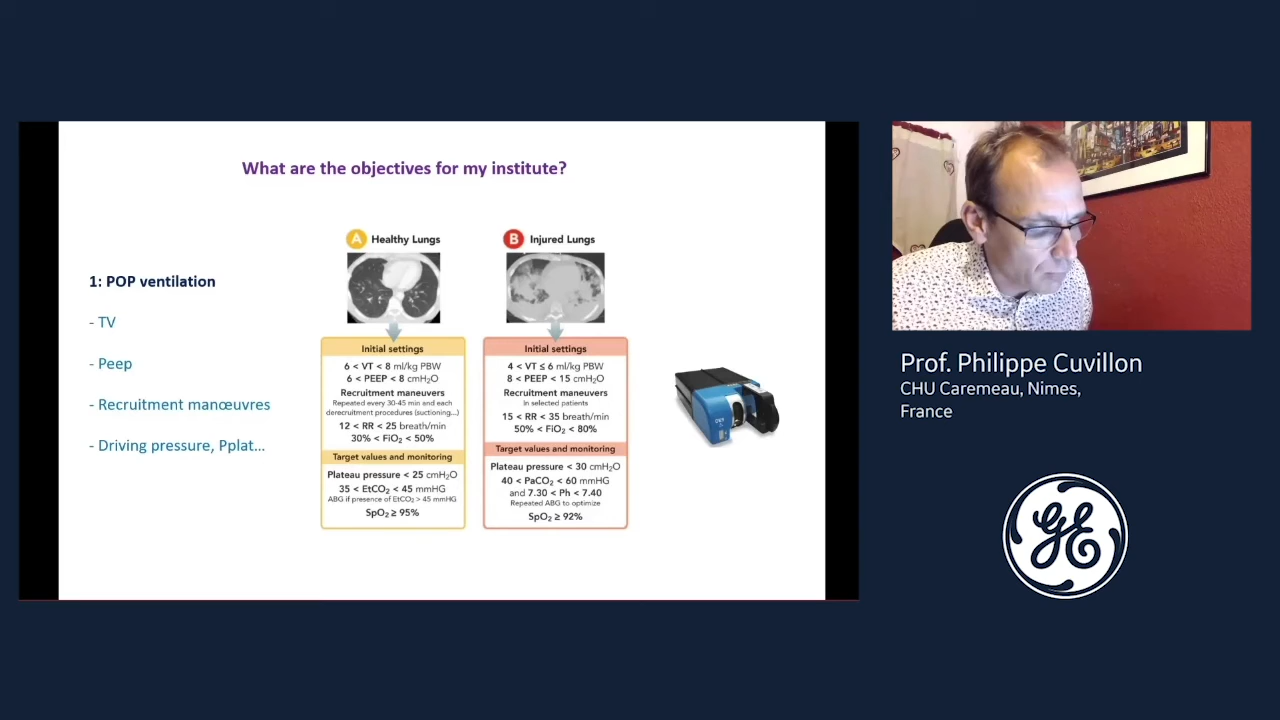 What are the objectives for my institute?
1: POP ventilation
- TV
- Peep
- Recruitment manœuvres
- Driving pressure, Pplat...
A Healthy Lungs
Initial settings
6 < VT < 8 ml/kg PBW
6 < PEEP < 8 cmH₂O
Recruitment maneuvers
Repeated every 30-45 min and each
derecruitment procedures (suctioning...)
12 < RR < 25 breath/min
30% < FiO₂ < 50%
Target values and monitoring
Plateau pressure < 25 cmH₂O
35 < EtCO₂ < 45 mmHG
ABG if presence of EtCO₂ > 45 mmHG
SpO₂ ≥ 95%
B Injured Lungs
Initial settings
4 < VT ≤ 6 ml/kg PBW
8 < PEEP < 15 cmH₂O
Recruitment maneuvers
in selected patients
15 < RR < 35 breath/min
50% < FiO₂ < 80%
Target values and monitoring
Plateau pressure < 30 cmH₂O
40 < PaCO₂ < 60 mmHG
and 7.30 < Ph < 7.40
Repeated ABG to optimize
SpO₂ ≥ 92%
Prof. Philippe Cuvillon
CHU Caremeau, Nimes,
France
GE